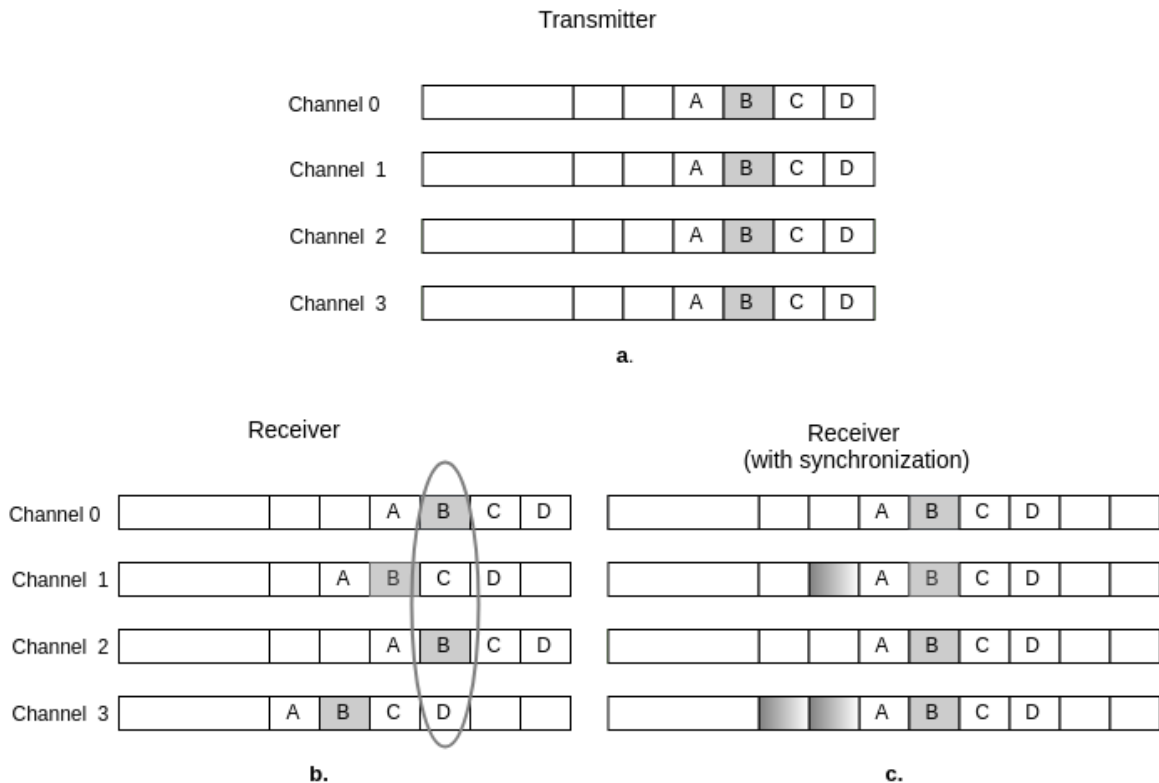 Transmitter
Channel 0 A B C D
Channel 1 A B C D
Channel 2 A B C D
Channel 3 A B C D
a.
Receiver
Channel 0 A B C D
Channel 1 A B C D
Channel 2 A B C D
Channel 3 A B C D
b.
Receiver
(with synchronization)
A B C D
A B C D
A B C D
A B C D
c.